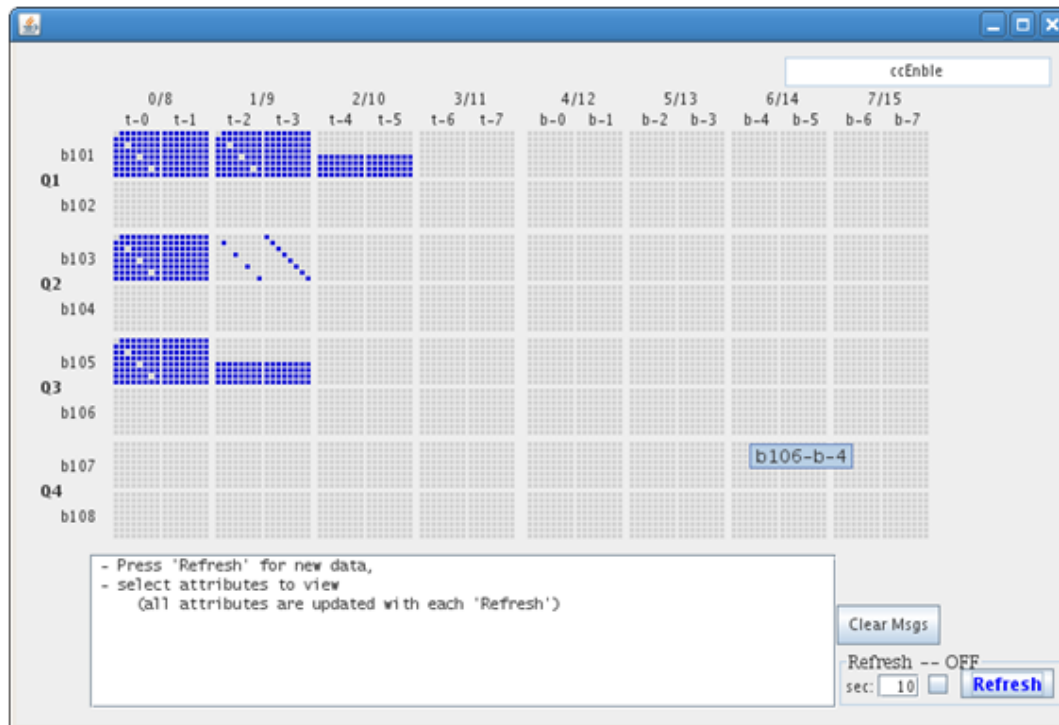 ccEnble
0/8 1/9 2/10 3/11 4/12 5/13 6/14 7/15
t-0 t-1 t-2 t-3 t-4 t-5 t-6 t-7 b-0 b-1 b-2 b-3 b-4 b-5 b-6 b-7
b101
Q1
b102
b103
Q2
b104
b105
Q3
b106
b107
b106-b-4
Q4
b108
- Press 'Refresh' for new data,
- select attributes to view
(all attributes are updated with each 'Refresh')
Clear Msgs
Refresh -- OFF
sec: 10 Refresh